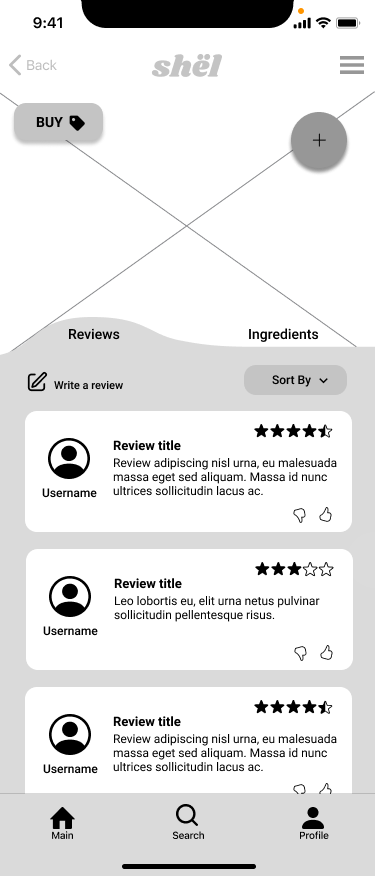 9:41
Back
shël
BUY
+
Reviews
Ingredients
Write a review
Sort By
Review title
Review adipiscing nisl urna, eu malesuada
massa eget sed aliquam. Massa id nunc
ultrices sollicitudin lacus ac.
Username
Review title
Leo lobortis eu, elit urna netus pulvinar
sollicitudin pellentesque risus.
Username
Review title
Review adipiscing nisl urna, eu malesuada
massa eget sed aliquam. Massa id nunc
ultrices sollicitudin lacus ac.
Username
Main
Search
Profile